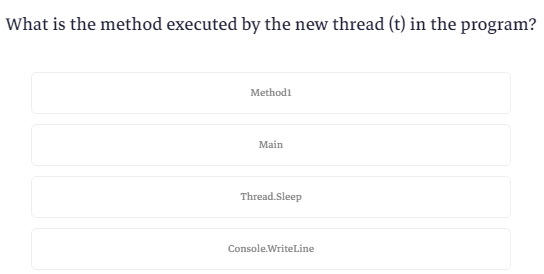 What is the method executed by the new thread (t) in the program?
Method1
Main
Thread.Sleep
Console.WriteLine